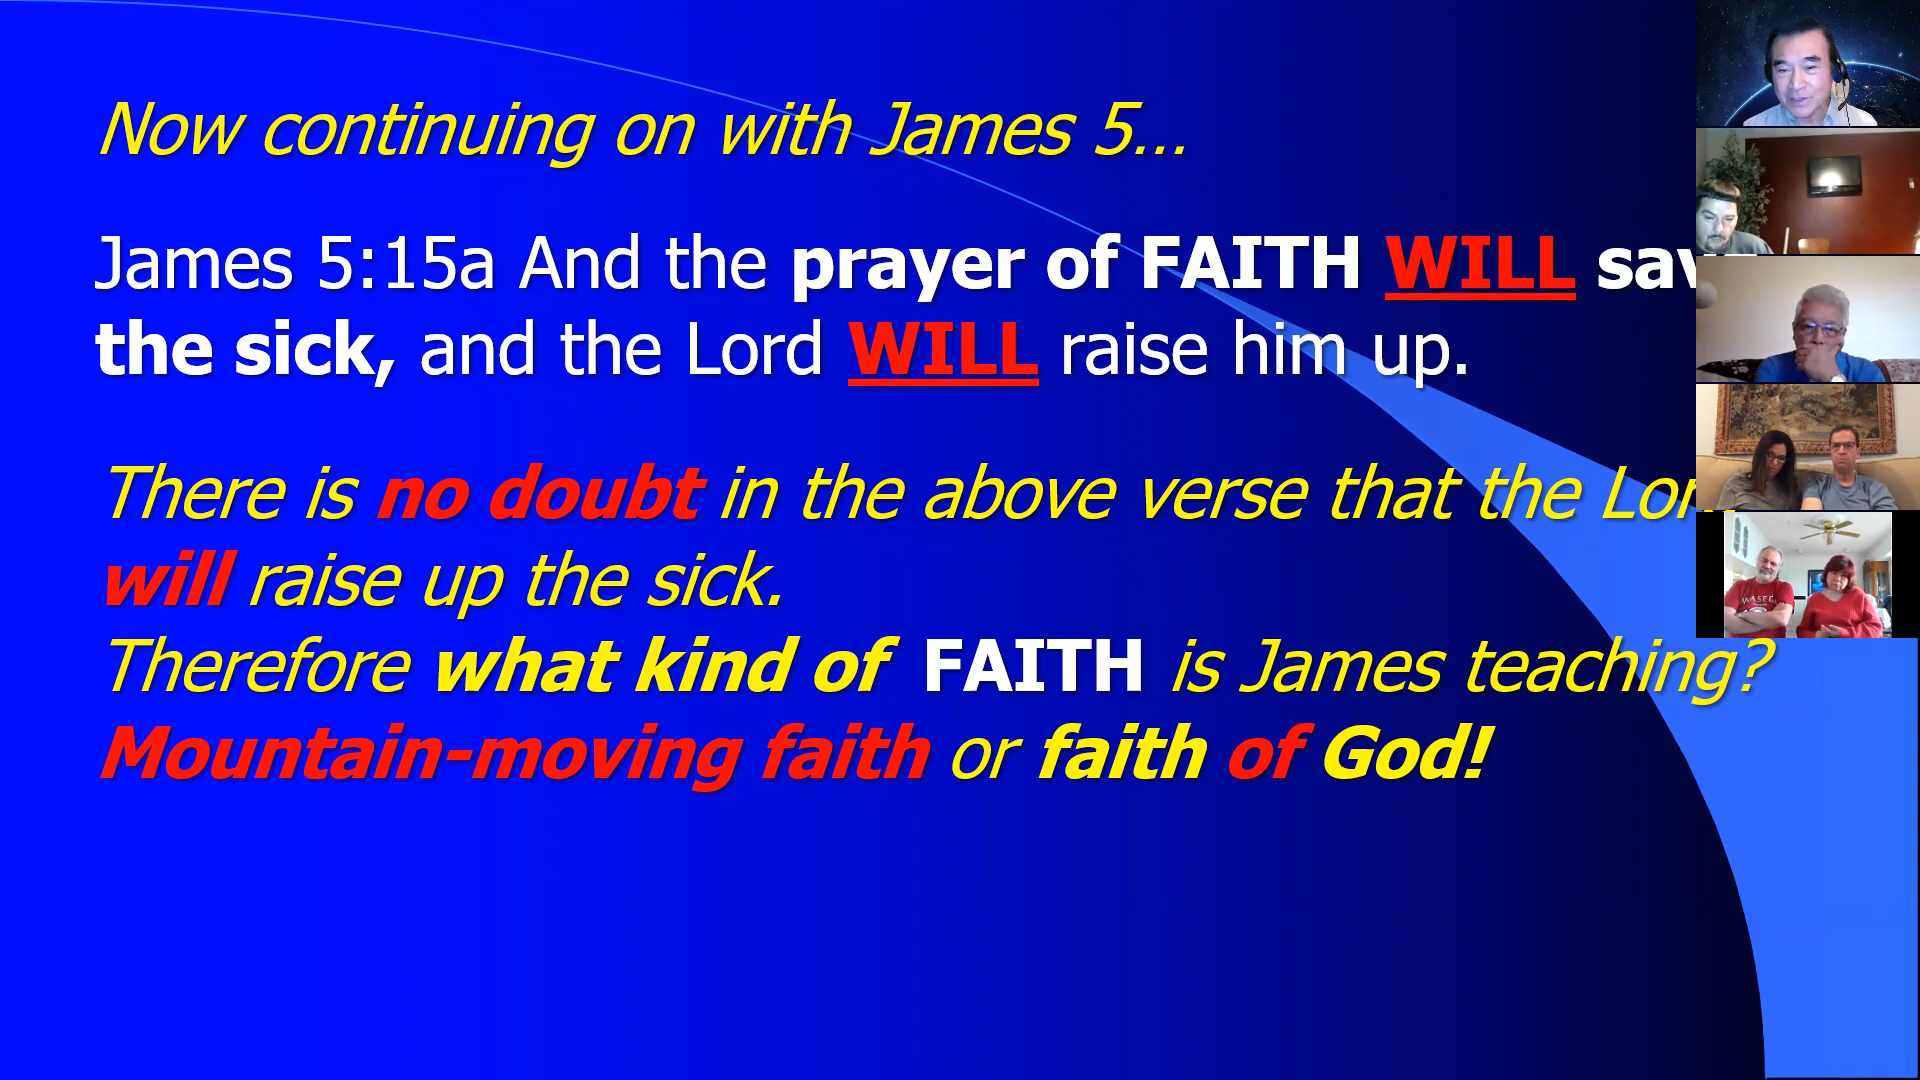 Now continuing on with James 5...
James 5:15a And the prayer of FAITH WILL
the sick, and the Lord WILL raise him up.
There is no doubt in the above verse that the
will raise up the sick.
Therefore what kind of FAITH is James teaching?
Mountain-moving faith or faith of God!